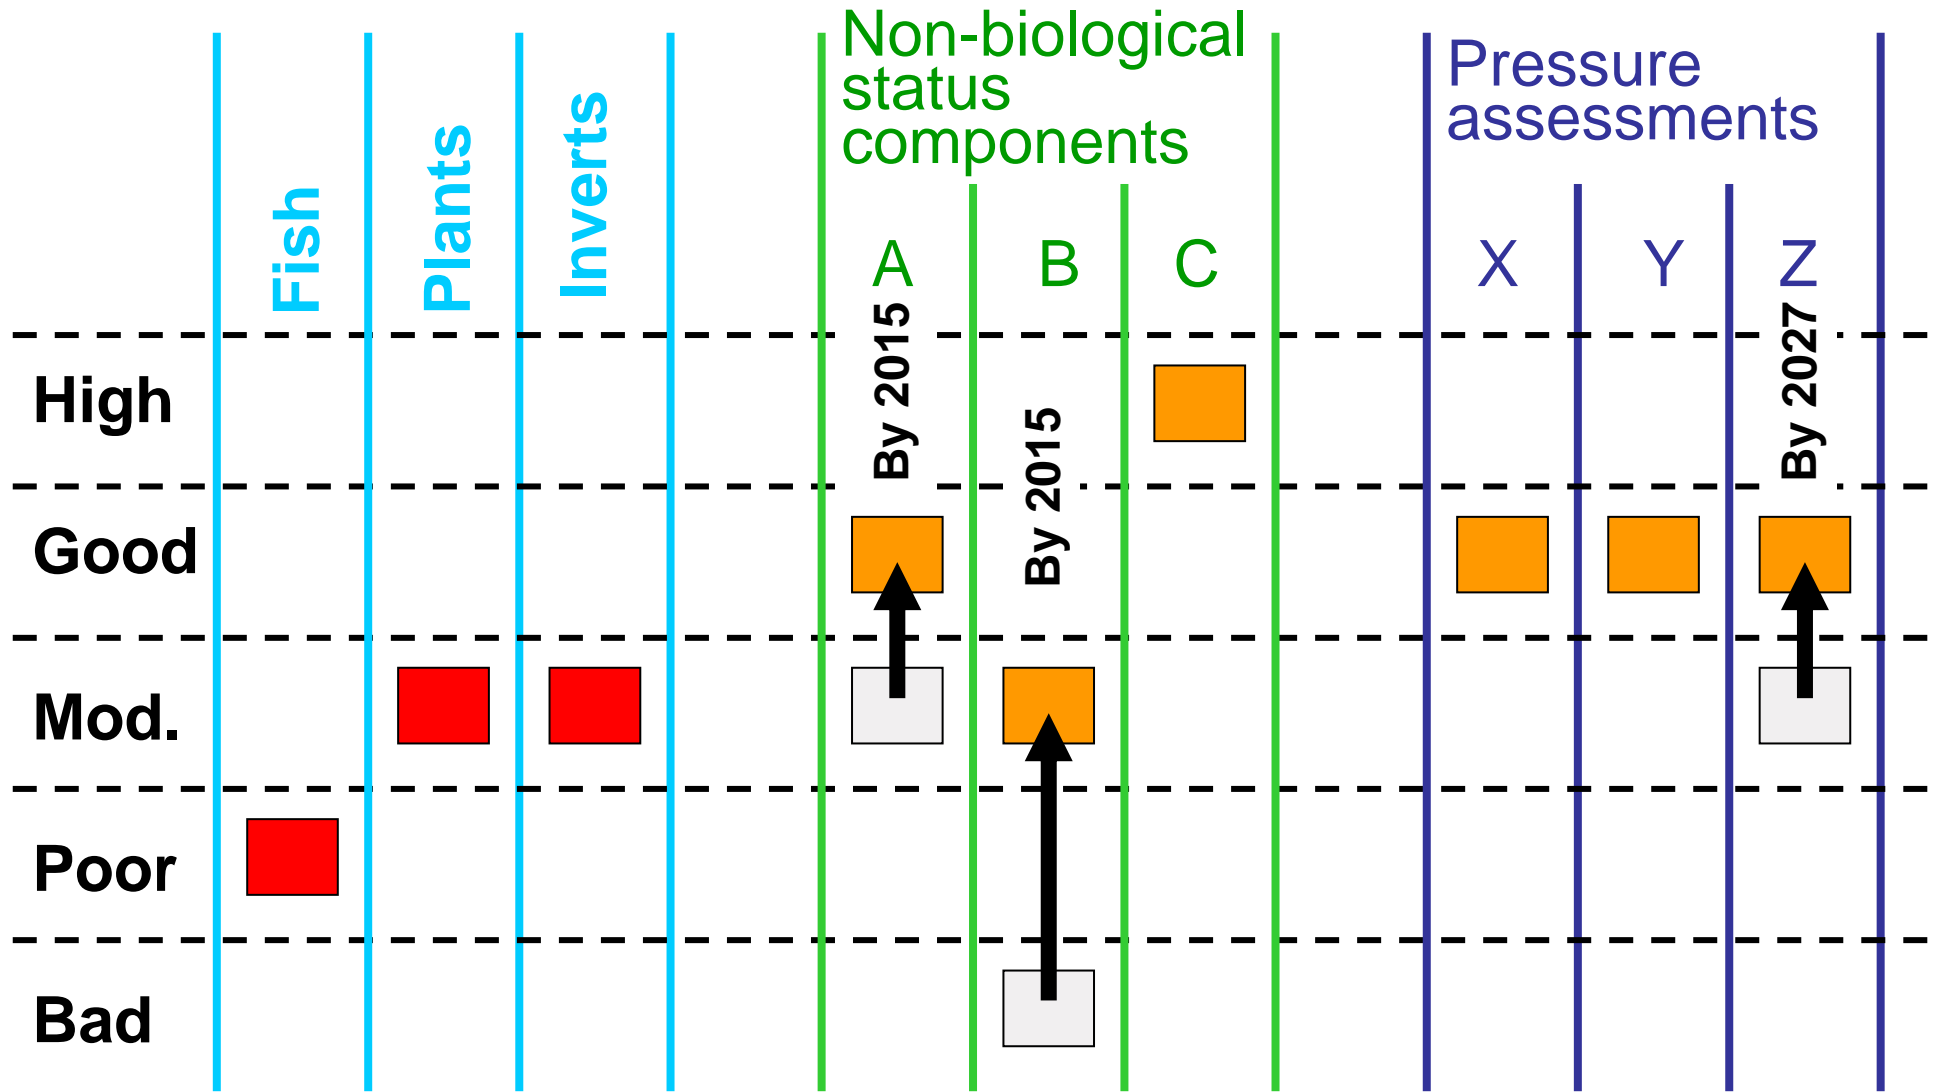 Non-biological
status
components
Pressure
assessments
Fish
Plants
Inverts
A
B
C
X
Y
Z
By 2015
By 2015
By 2027
High
Good
Mod.
Poor
Bad